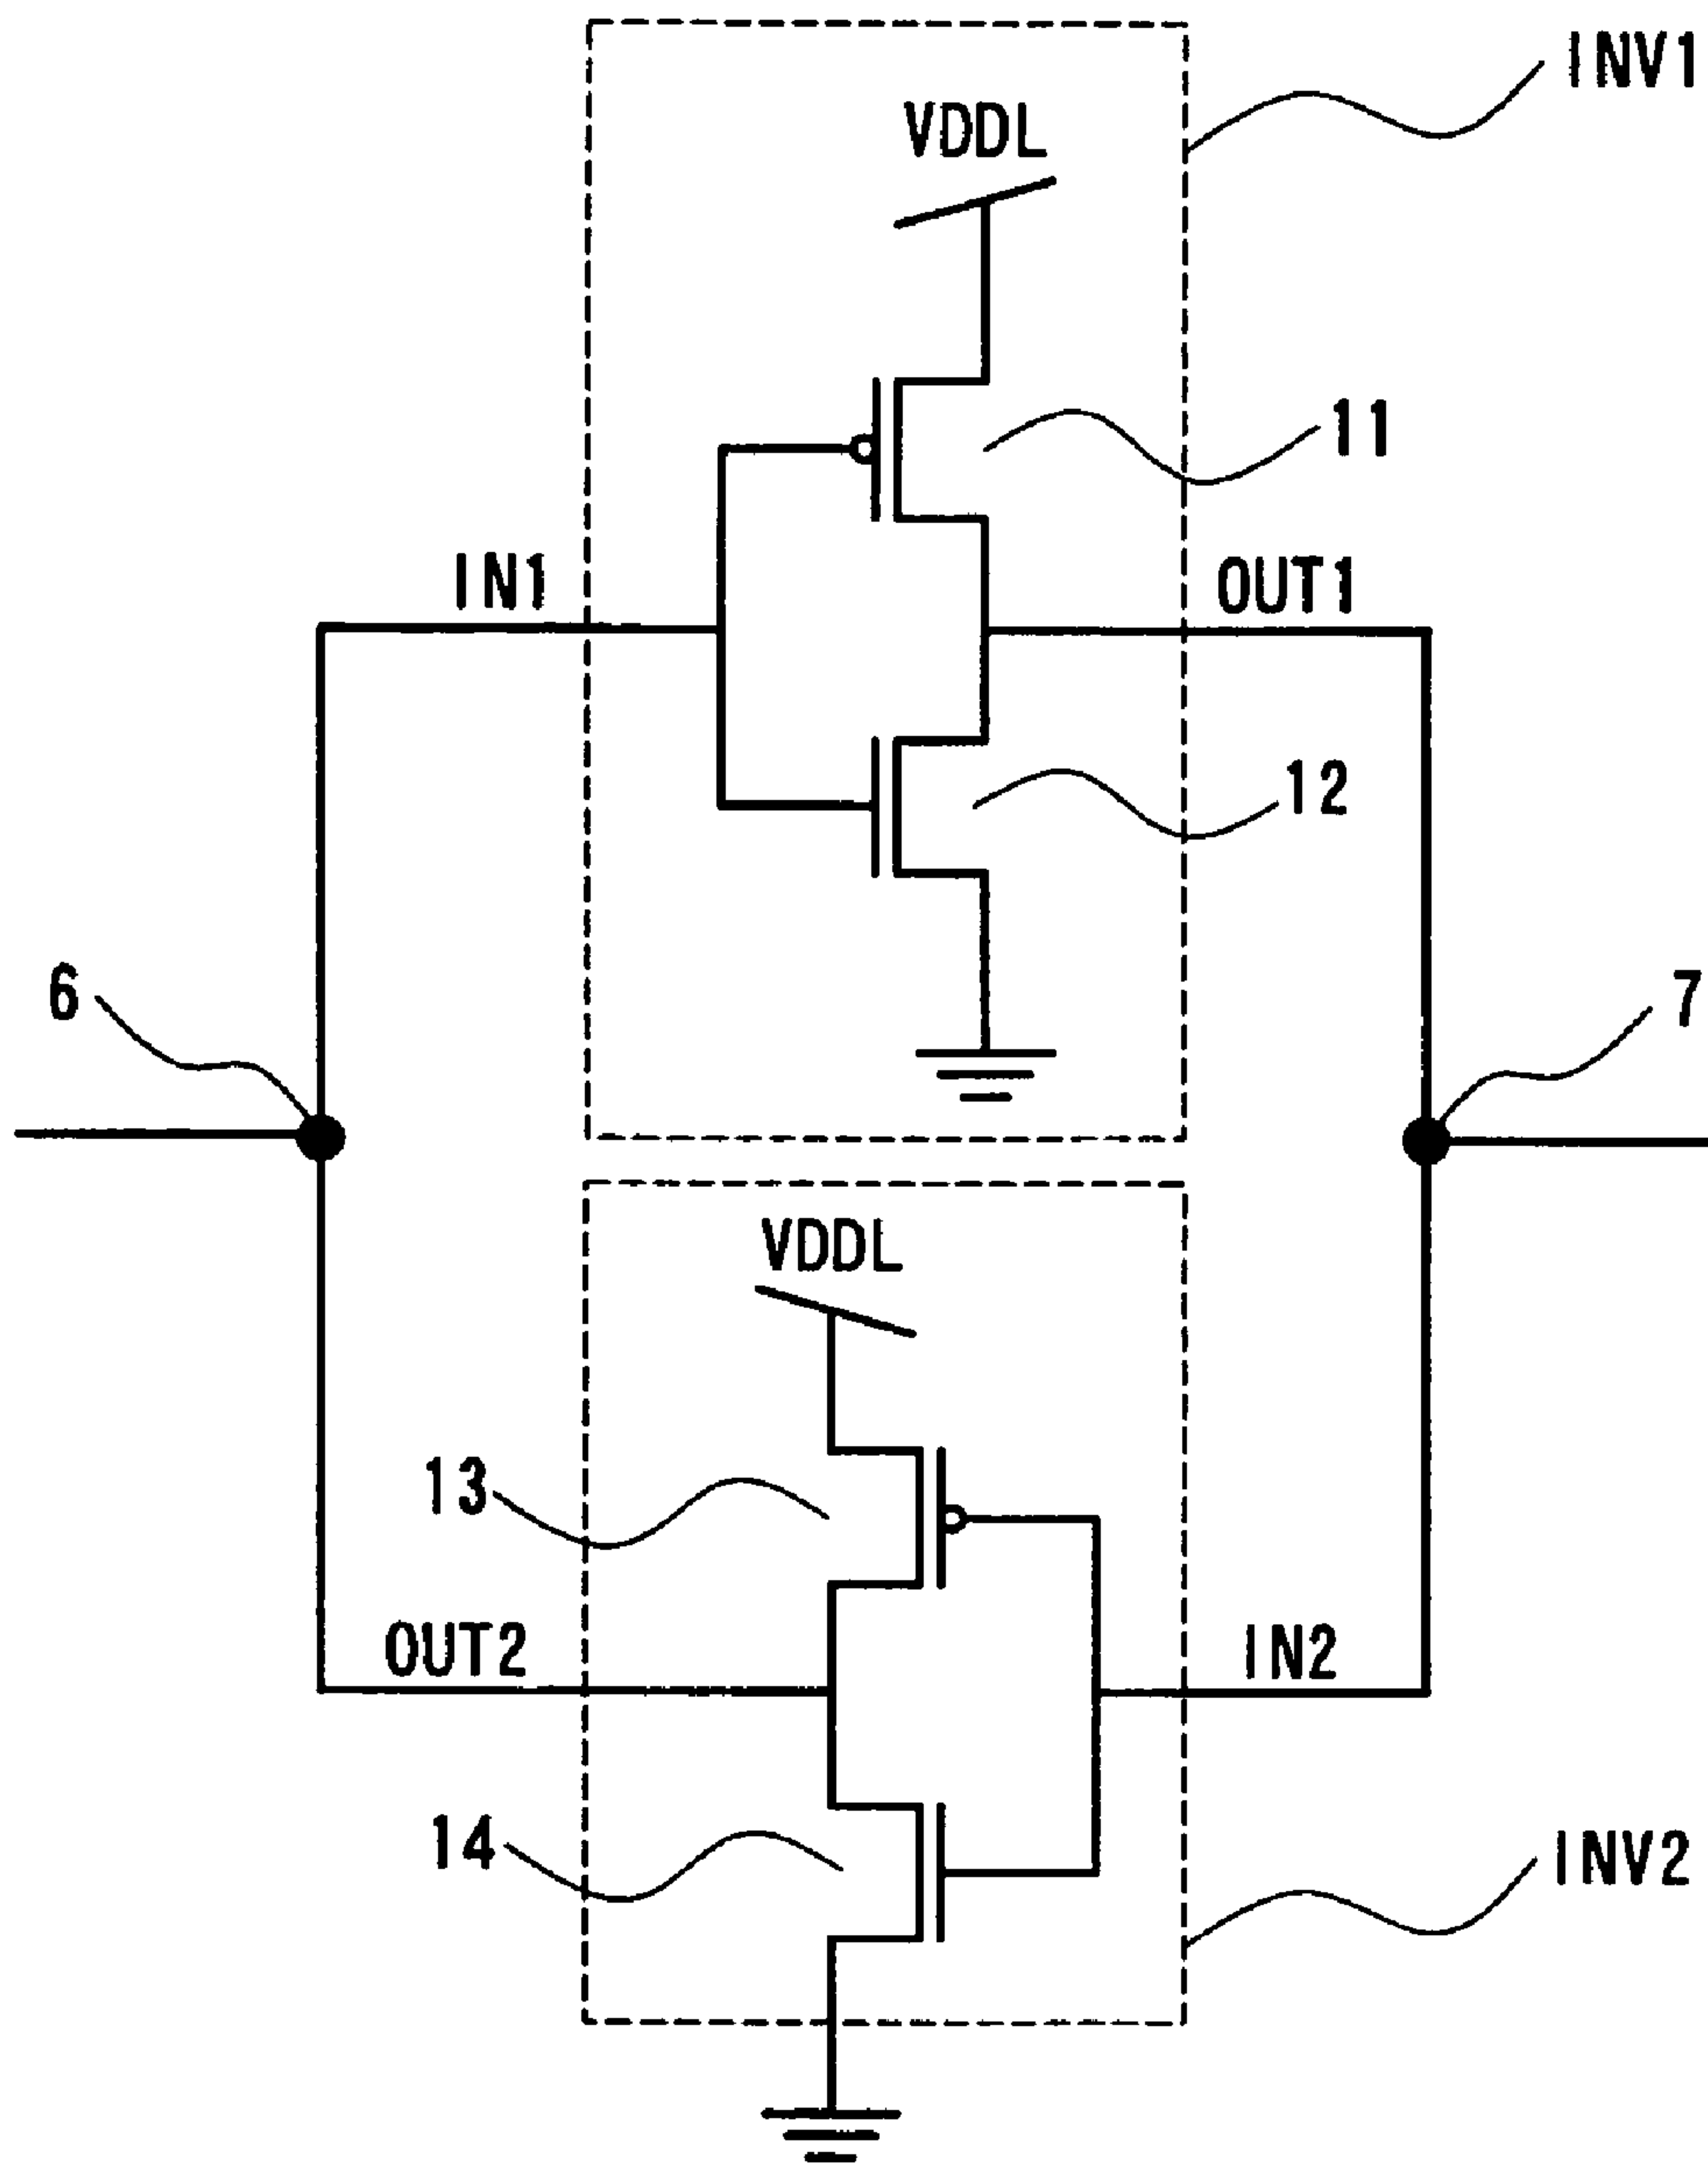 INV1
VDDL
11
IN1
OUT1
12
6
7
VDDL
13
OUT2
IN2
14
INV2